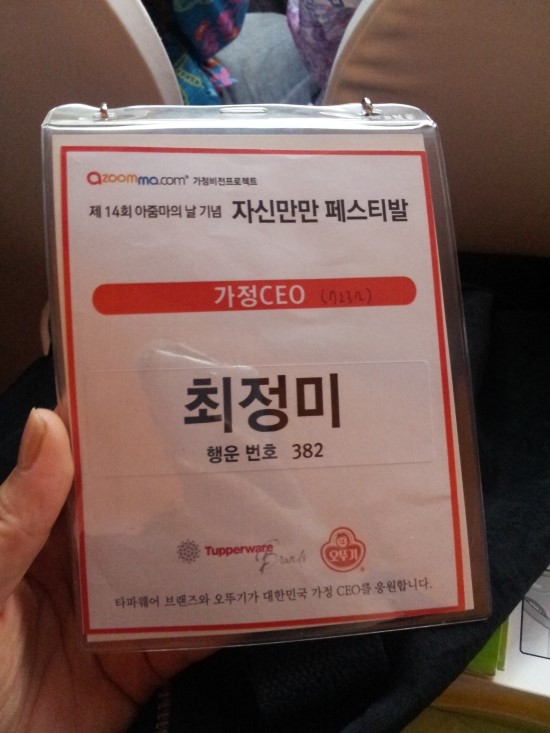 azoomma.com® 가정비전프로젝트
제 14회 아줌마의 날 기념 자신만만 페스티발
가정CEO
최정미
행운 번호 382
Tupperware Brands
오뚜기
타파웨어 브랜즈와 오뚜기가 대한민국 가정 CEO를 응원합니다.